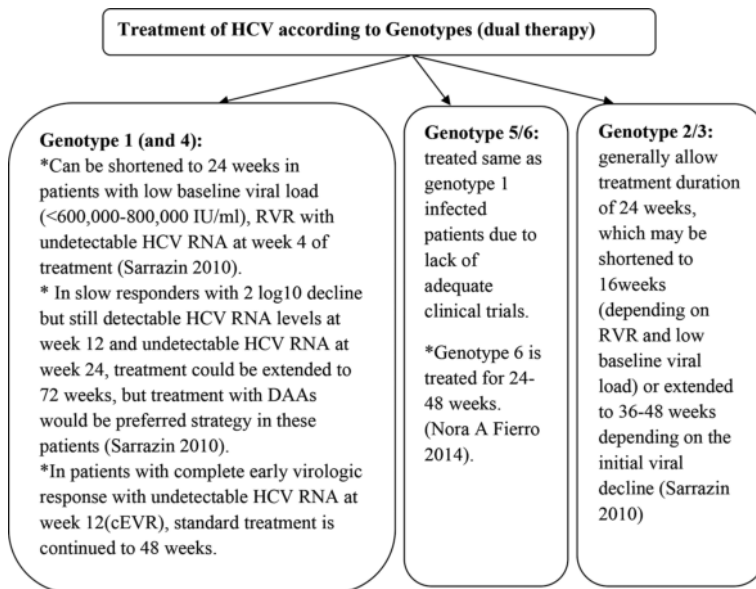 Treatment of HCV according to Genotypes (dual therapy)
Genotype 1 (and 4):
*Can be shortened to 24 weeks in
patients with low baseline viral load
(<600,000-800,000 IU/ml), RVR with
undetectable HCV RNA at week 4 of
treatment (Sarrazin 2010).
* In slow responders with 2 log10 decline
but still detectable HCV RNA levels at
week 12 and undetectable HCV RNA at
week 24, treatment could be extended to
72 weeks, but treatment with DAAs
would be preferred strategy in these
patients (Sarrazin 2010).
*In patients with complete early virologic
response with undetectable HCV RNA at
week 12(cEVR), standard treatment is
continued to 48 weeks.
Genotype 5/6:
treated same as
genotype 1
infected
patients due to
lack of
adequate
clinical trials.
*Genotype 6 is
treated for 24-
48 weeks.
(Nora A Fierro
2014).
Genotype 2/3:
generally allow
treatment duration
of 24 weeks,
which may be
shortened to
16weeks
(depending on
RVR and low
baseline viral
load) or extended
to 36-48 weeks
depending on the
initial viral
decline (Sarrazin
2010)